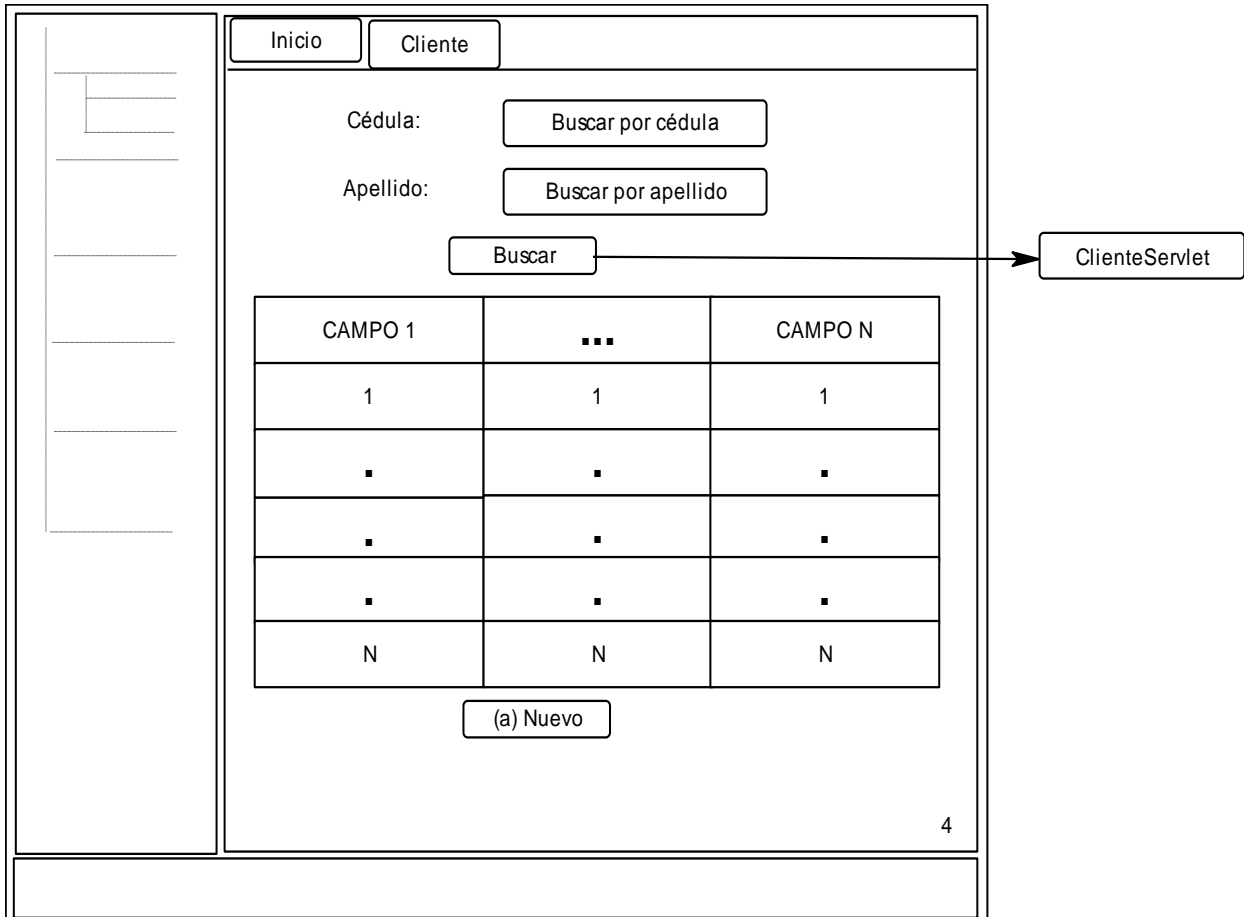 Inicio Cliente
Cédula: Buscar por cédula
Apellido: Buscar por apellido
Buscar ClienteServlet
CAMPO 1 ... CAMPO N
1 1 1
. . .
. . .
. . .
N N N
(a) Nuevo
4